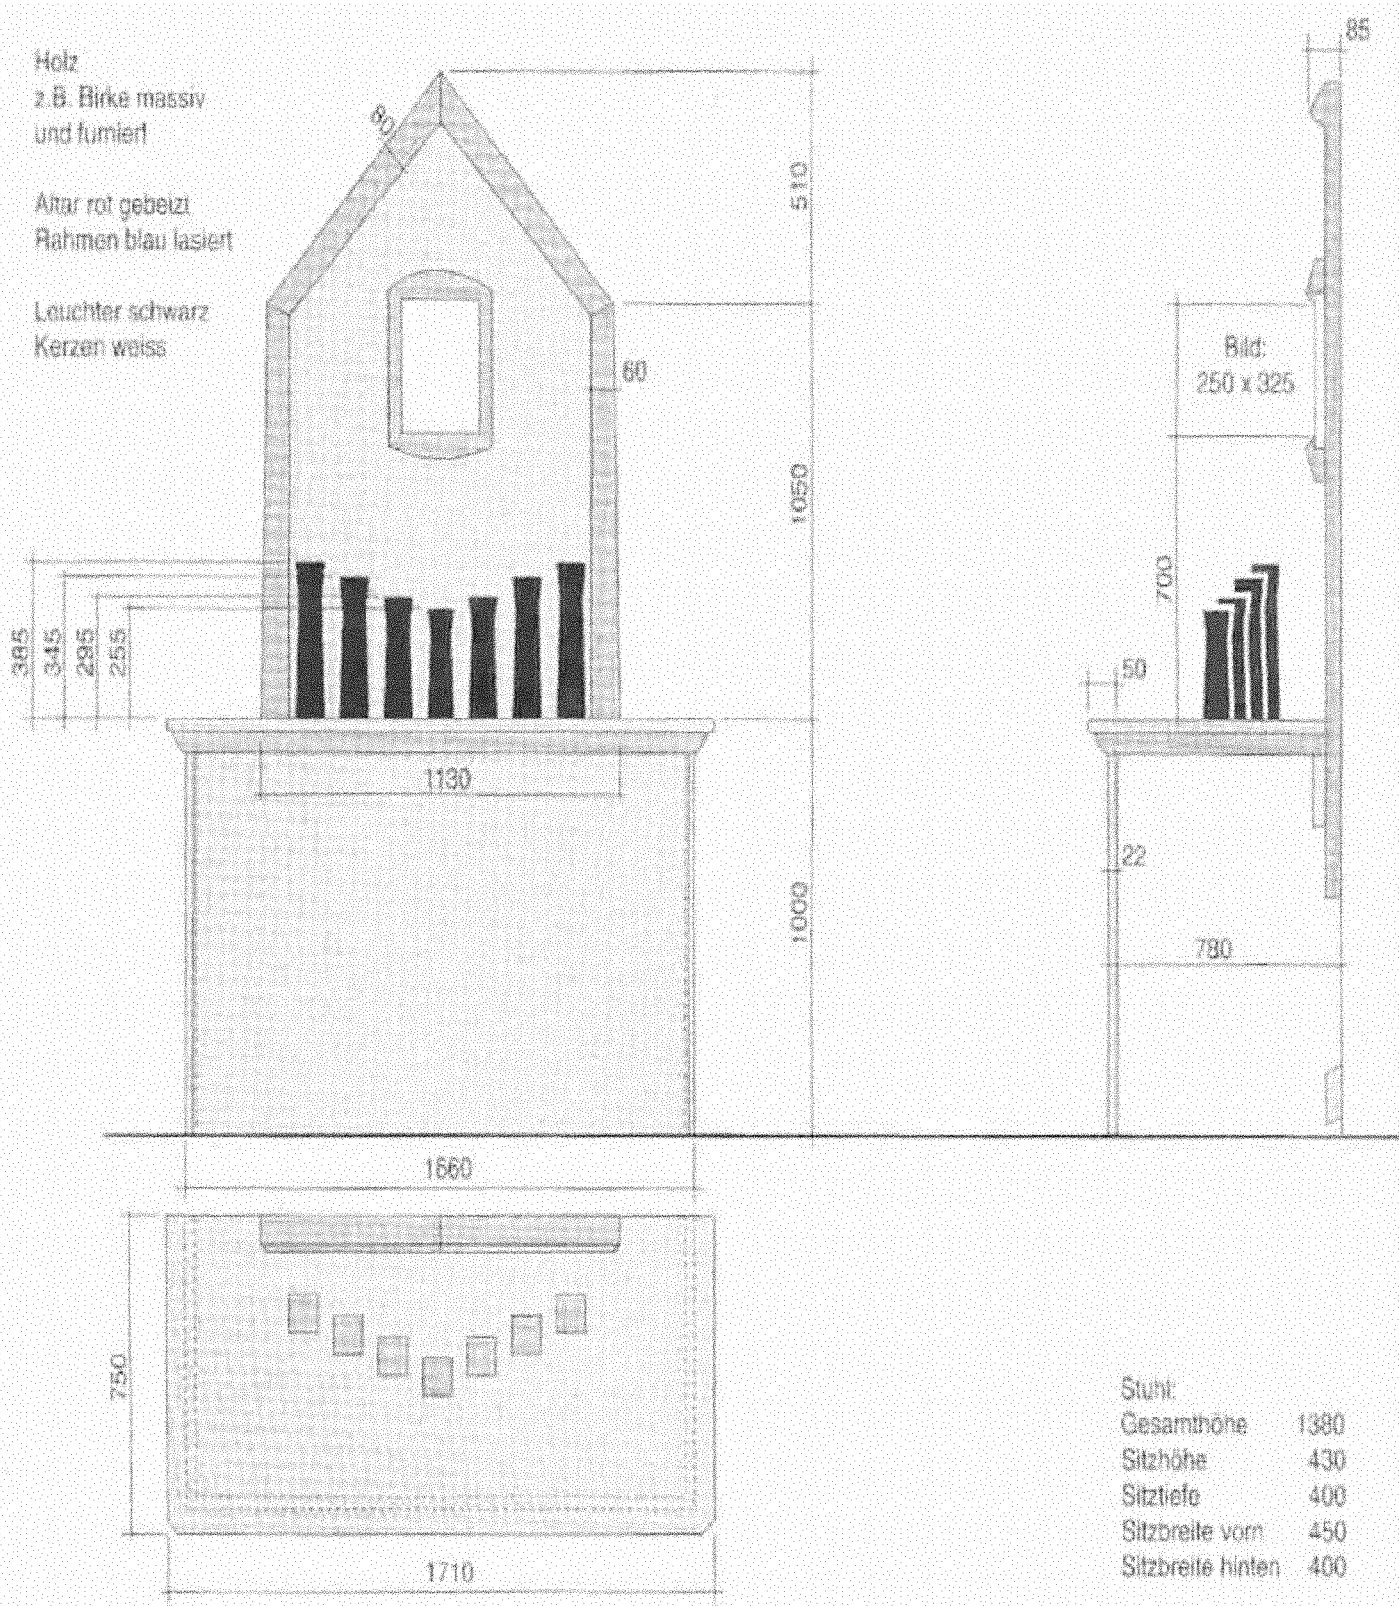 Holz
z.B. Birke massiv
und furniert
Altar rot gebeizt
Rahmen blau lasiert
Leuchter schwarz
Kerzen weiss
80
85
510
60
Bild:
250 x 325
1050
700
385
345
295
255
50
1130
22
1000
780
1660
750
1710
Stuhl:
Gesamthöhe 1380
Sitzhöhe 430
Sitztiefe 400
Sitzbreite vorn 450
Sitzbreite hinten 400